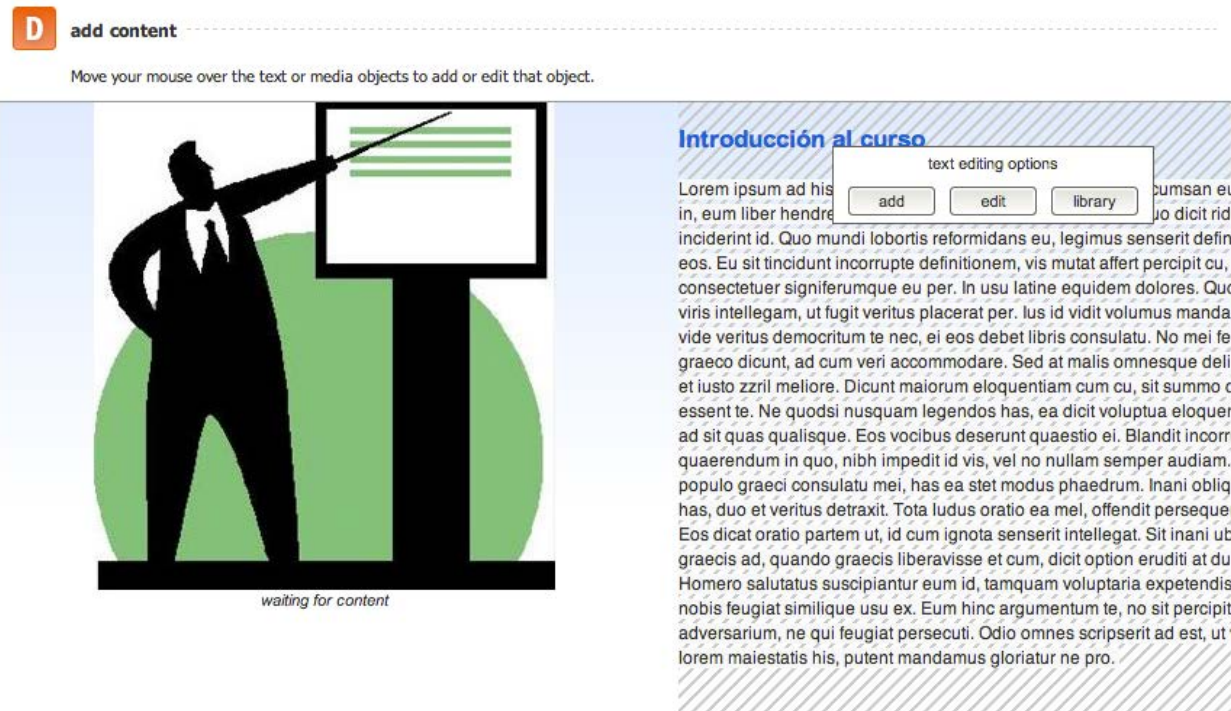 D
add content
Move your mouse over the text or media objects to add or edit that object.
waiting for content
Introducción al curso
text editing options
add edit library
Lorem ipsum ad his cumsan eu
in, eum liber hendre uo dicit rid
inciderint id. Quo mundi lobortis reformidans eu, legimus senserit defin
eos. Eu sit tincidunt incorrupte definitionem, vis mutat affert percipit cu,
consectetuer signiferumque eu per. In usu latine equidem dolores. Quo
viris intellegam, ut fugit veritus placerat per. Ius id vidit volumus manda
vide veritus democritum te nec, ei eos debet libris consulatu. No mei fe
graeco dicunt, ad cum veri accommodare. Sed at malis omnesque deli
et iusto zzril meliore. Dicunt maiorum eloquentiam cum cu, sit summo
essent te. Ne quodsi nusquam legendos has, ea dicit voluptua eloquen
ad sit quas qualisque. Eos vocibus deserunt quaestio ei. Blandit incorr
quaerendum in quo, nibh impedit id vis, vel no nullam semper audiam.
populo graeci consulatu mei, has ea stet modus phaedrum. Inani obliq
has, duo et veritus detraxit. Tota ludus oratio ea mel, offendit perseque
Eos dicat oratio partem ut, id cum ignota senserit intellegat. Sit inani ub
graecis ad, quando graecis liberavisse et cum, dicit option eruditi at du
Homero salutatus suscipiantur eum id, tamquam voluptaria expetendis
nobis feugiat similique usu ex. Eum hinc argumentum te, no sit percipit
adversarium, ne qui feugiat persecuti. Odio omnes scripserit ad est, ut
lorem maiestatis his, putent mandamus gloriatur ne pro.